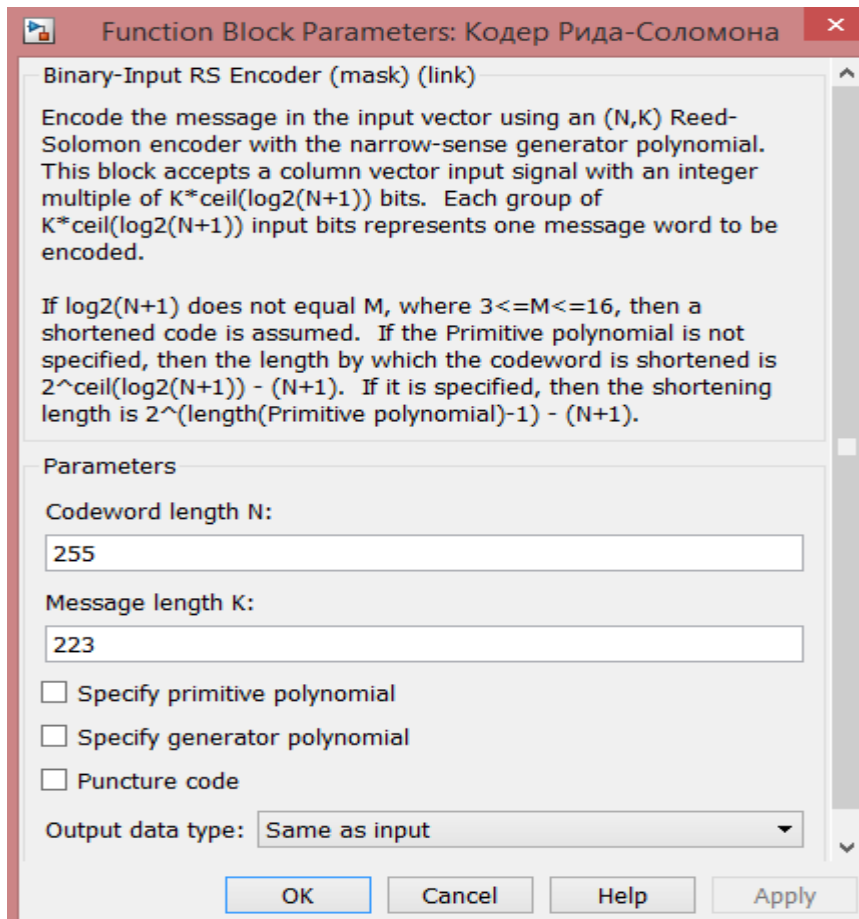 Function Block Parameters: Кодер Рида-Соломона
Binary-Input RS Encoder (mask) (link)
Encode the message in the input vector using an (N,K) Reed-
Solomon encoder with the narrow-sense generator polynomial.
This block accepts a column vector input signal with an integer
multiple of K*ceil(log2(N+1)) bits.  Each group of
K*ceil(log2(N+1)) input bits represents one message word to be
encoded.
If log2(N+1) does not equal M, where 3<=M<=16, then a
shortened code is assumed.  If the Primitive polynomial is not
specified, then the length by which the codeword is shortened is
2^ceil(log2(N+1)) - (N+1).  If it is specified, then the shortening
length is 2^(length(Primitive polynomial)-1) - (N+1).
Parameters
Codeword length N:
255
Message length K:
223
Specify primitive polynomial
Specify generator polynomial
Puncture code
Output data type: Same as input
OK Cancel Help Apply